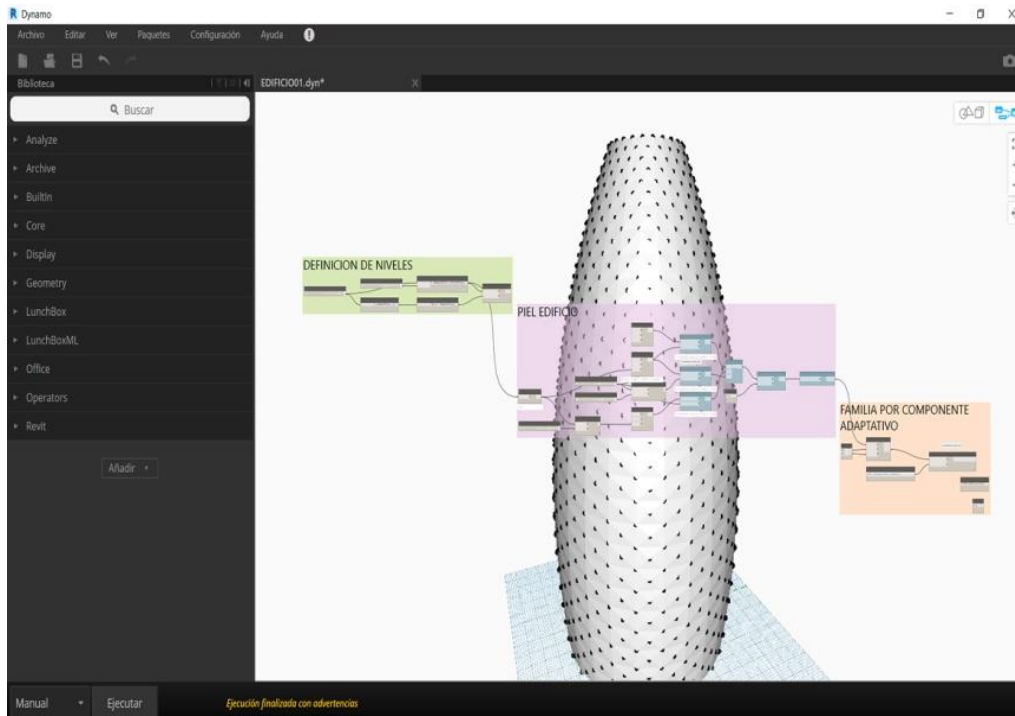 Dynamo
Archivo Editar Ver Paquetes Configuración Ayuda
Biblioteca
EDIFICIO01.dyn*
Buscar
Analyze
Archive
BuiltIn
Core
Display
Geometry
LunchBox
LunchBoxML
Office
Operators
Revit
Añadir
DEFINICION DE NIVELES
PIEL EDIFICIO
FAMILIA POR COMPONENTE
ADAPTATIVO
Manual Ejecutar Ejecución finalizada con advertencias